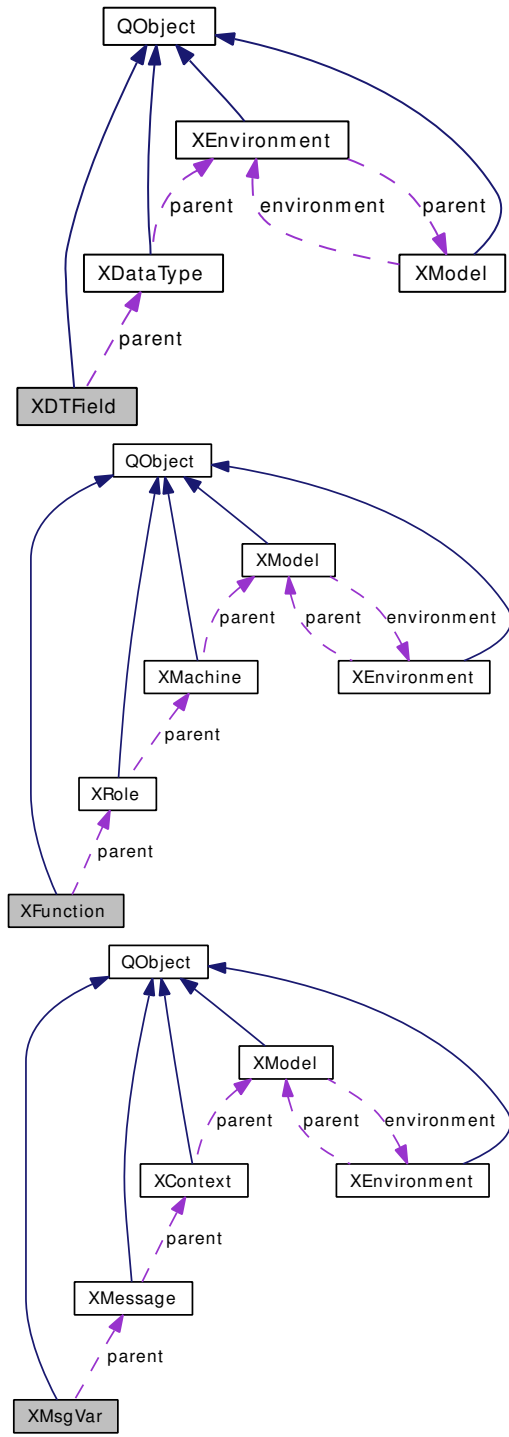 QObject
XEnvironment
parent
environment
parent
XDataType
XModel
parent
XDTField
QObject
XModel
parent
parent
environment
XMachine
XEnvironment
parent
XRole
parent
XFunction
QObject
XModel
parent
parent
environment
XContext
XEnvironment
parent
XMessage
parent
XMsgVar